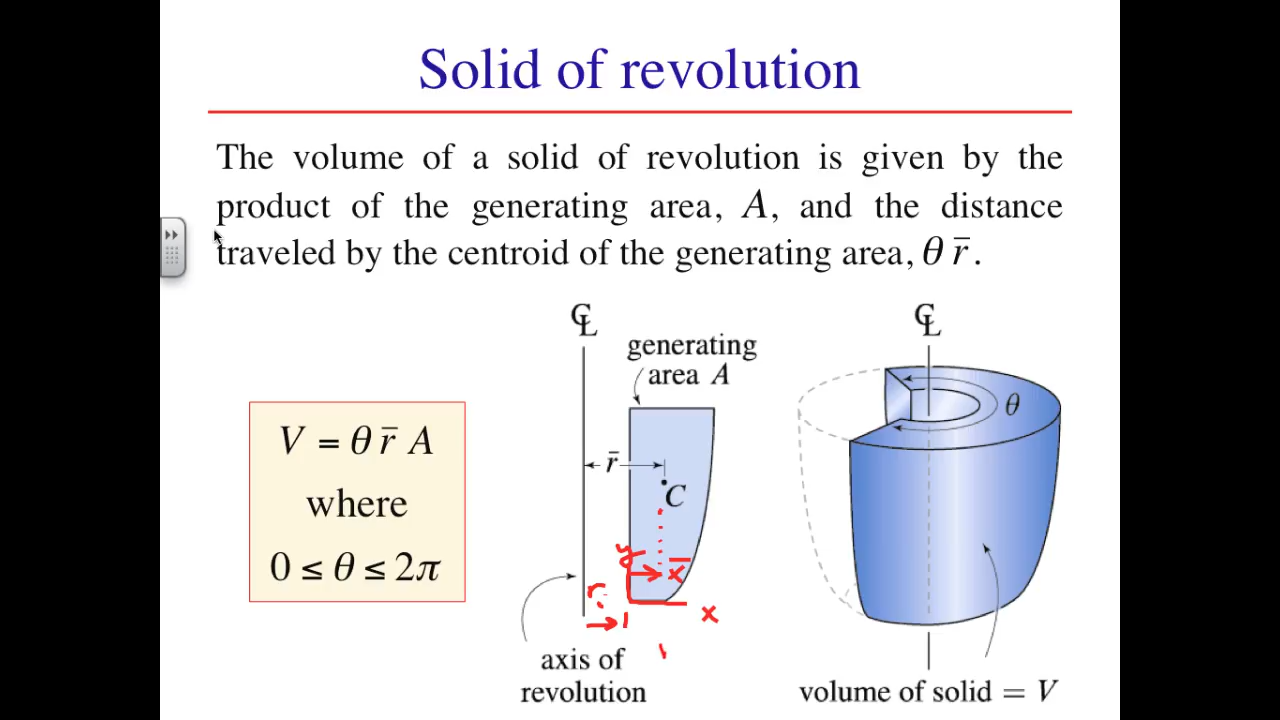 Solid of revolution
The volume of a solid of revolution is given by the
product of the generating area, A, and the distance
traveled by the centroid of the generating area, θ r̄.
V = θ r̄ A
where
0 ≤ θ ≤ 2π
℄
generating
area A
r̄
C
y
x̄
x
axis of
revolution
℄
θ
volume of solid = V